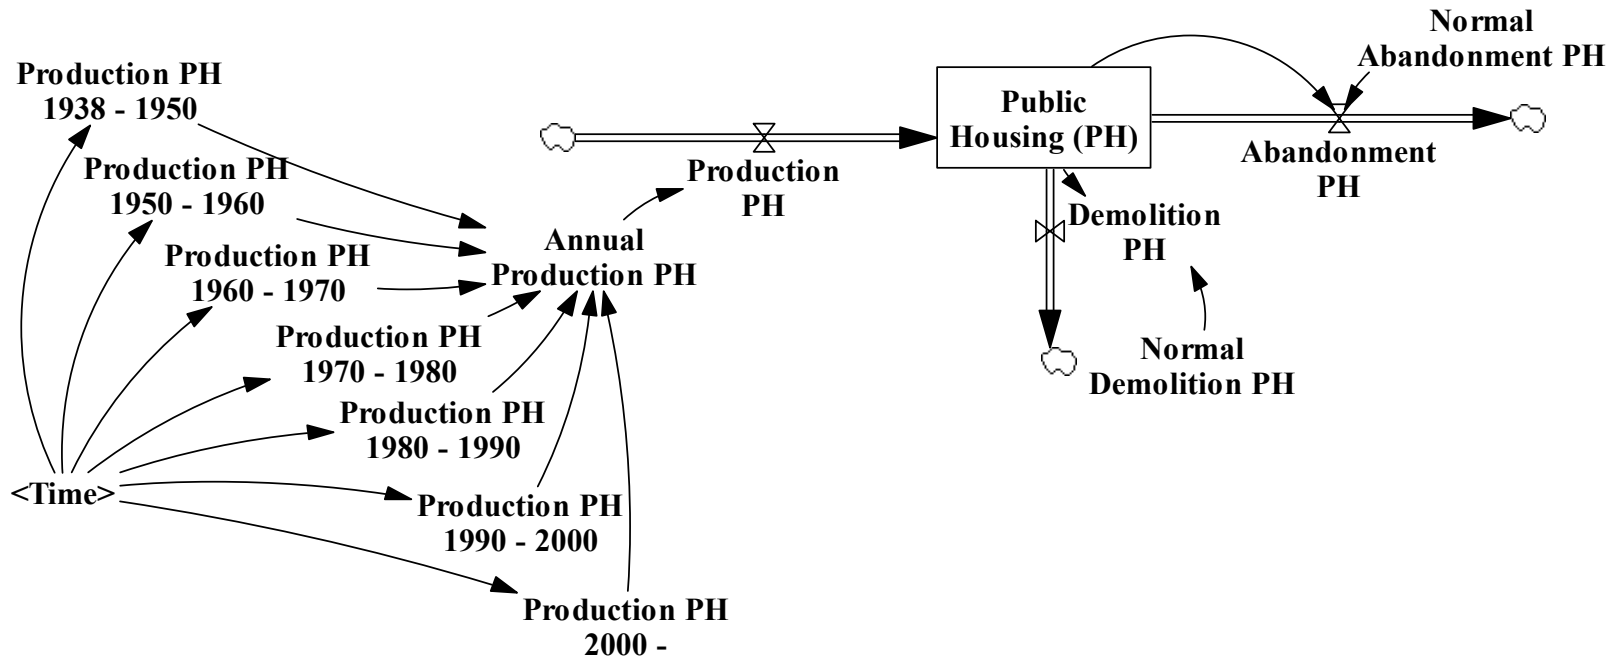 Production PH
1938 - 1950
Production PH
1950 - 1960
Production PH
1960 - 1970
Production PH
1970 - 1980
Production PH
1980 - 1990
<Time>
Production PH
1990 - 2000
Production PH
2000 -
Annual
Production PH
Production
PH
Public
Housing (PH)
Normal
Abandonment PH
Abandonment
PH
Demolition
PH
Normal
Demolition PH